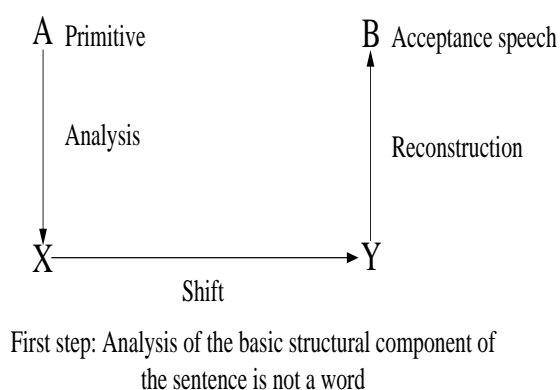 A Primitive
B Acceptance speech
Analysis
Reconstruction
X
Y
Shift
First step: Analysis of the basic structural component of
the sentence is not a word